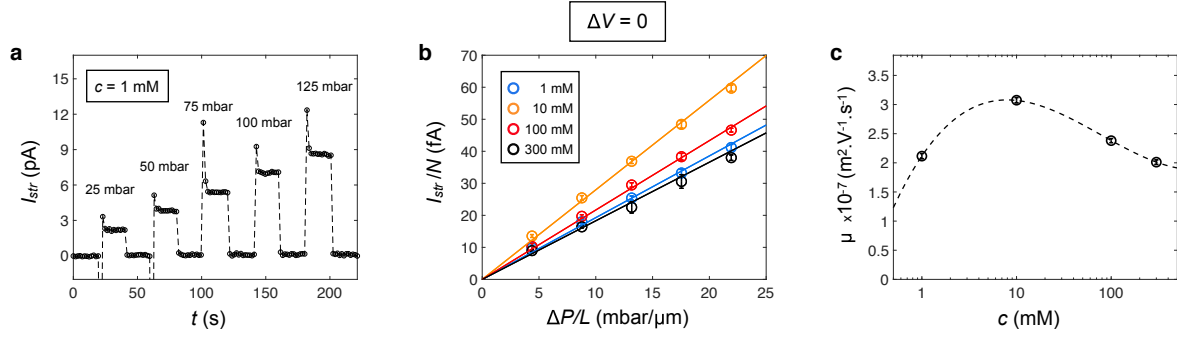 ΔV = 0
a
c = 1 mM
25 mbar
50 mbar
75 mbar
100 mbar
125 mbar
15
12
9
6
3
0
I_str (pA)
0
50
100
150
200
t (s)
b
1 mM
10 mM
100 mM
300 mM
70
60
50
40
30
20
10
0
I_str /N (fA)
0
5
10
15
20
25
ΔP/L (mbar/μm)
c
3.5
3
2.5
2
1.5
1
0.5
0
μ x10⁻⁷ (m².V⁻¹.s⁻¹)
1
10
100
c (mM)